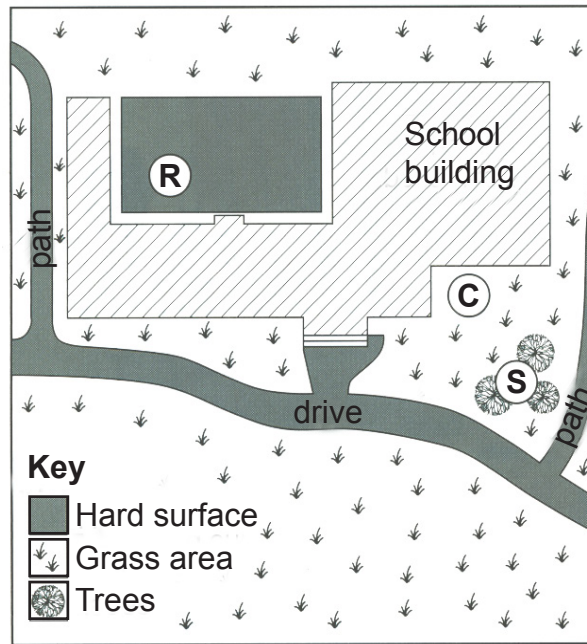 School
building
R
path
C
S
drive
path
Key
Hard surface
Grass area
Trees